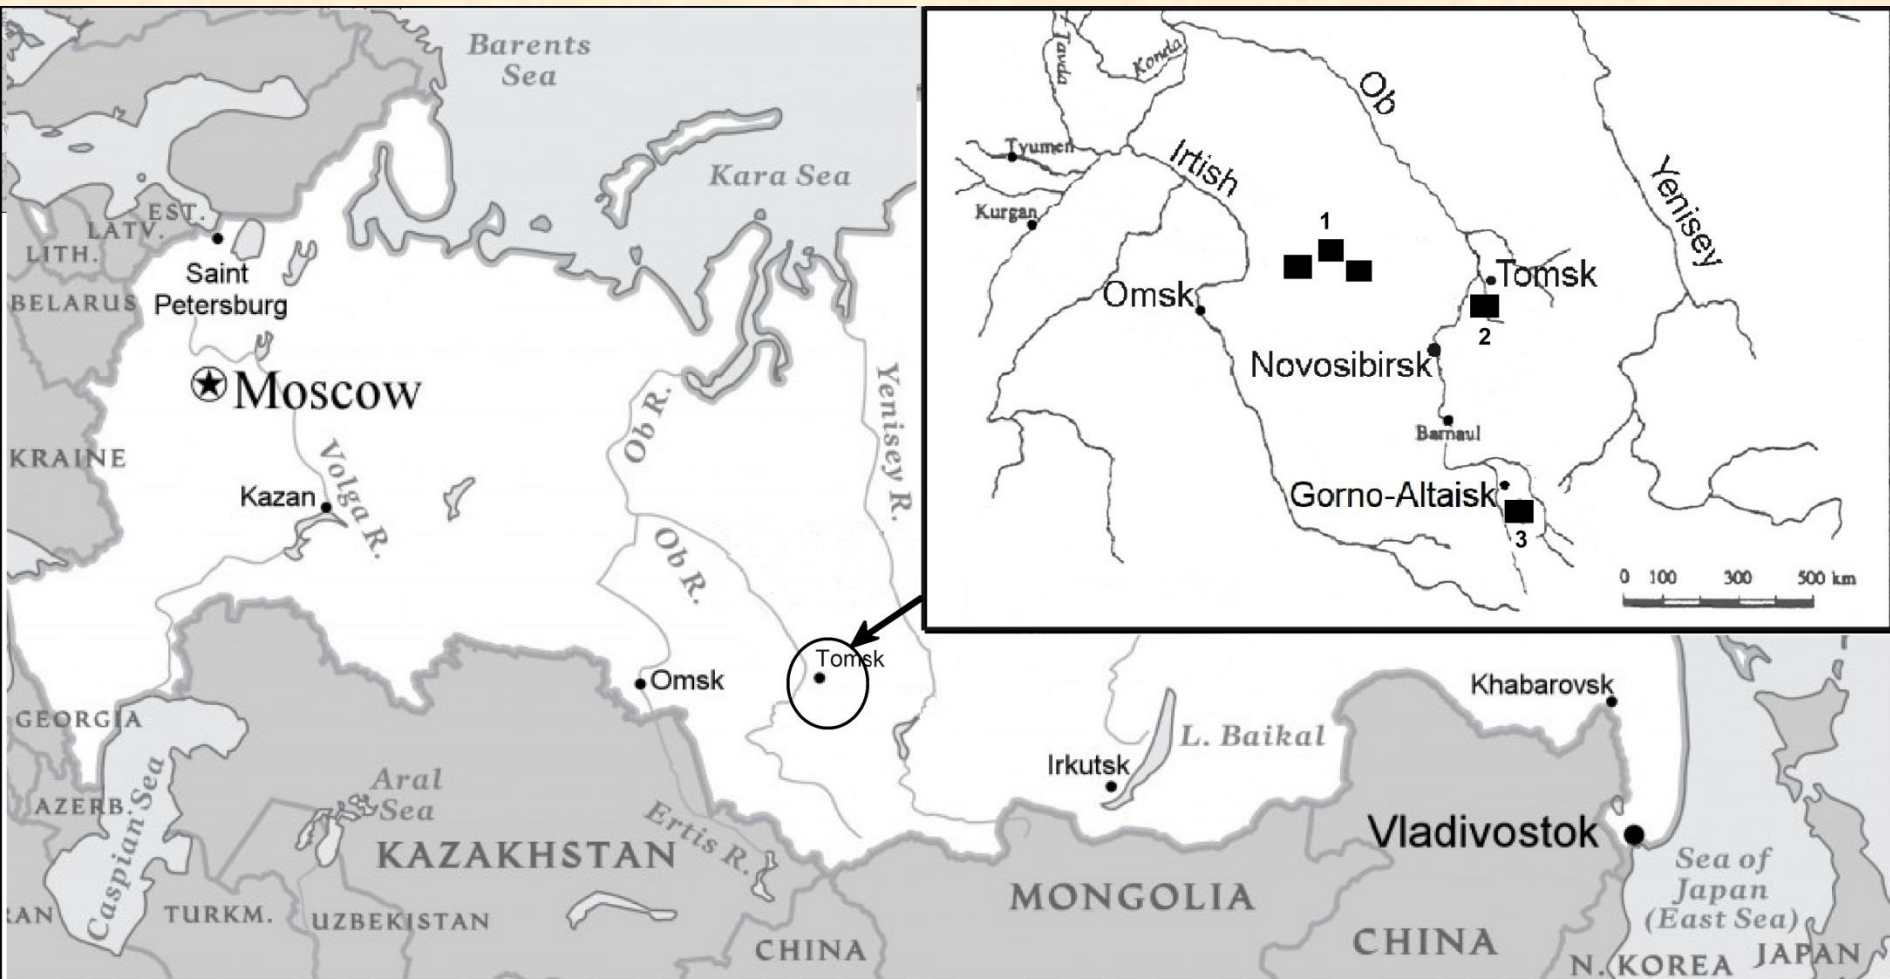 Barents
Sea
Kara Sea
EST.
LATV.
LITH.
BELARUS
Saint
Petersburg
Moscow
KRAINE
Kazan
Volga R.
Ob R.
Ob R.
Yenisey R.
Tomsk
Omsk
GEORGIA
AZERB.
Caspian Sea
Aral
Sea
KAZAKHSTAN
Ertis R.
RAN
TURKM.
UZBEKISTAN
CHINA
MONGOLIA
Irkutsk
L. Baikal
Khabarovsk
Vladivostok
CHINA
N. KOREA
Sea of
Japan
(East Sea)
JAPAN
Tavda
Konda
Ob
Tyumen
Irtish
Yenisey
Kurgan
1
Omsk
Tomsk
2
Novosibirsk
Barnaul
Gorno-Altaisk
3
0 100 300 500 km